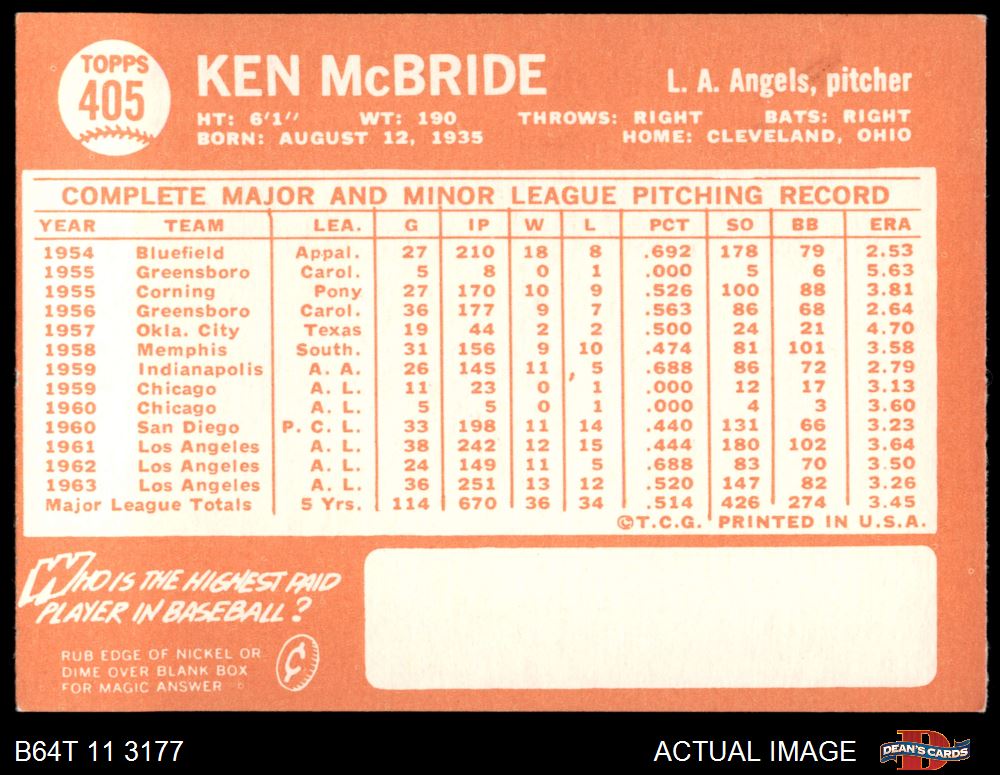 TOPPS
405
KEN McBRIDE
L. A. Angels, pitcher
HT: 6'1" WT: 190 THROWS: RIGHT BATS: RIGHT
BORN: AUGUST 12, 1935 HOME: CLEVELAND, OHIO
COMPLETE MAJOR AND MINOR LEAGUE PITCHING RECORD
YEAR TEAM LEA. G IP W L PCT SO BB ERA
1954 Bluefield Appal. 27 210 18 8 .692 178 79 2.53
1955 Greensboro Carol. 5 8 0 1 .000 5 6 5.63
1955 Corning Pony 27 170 10 9 .526 100 88 3.81
1956 Greensboro Carol. 36 177 9 7 .563 86 68 2.64
1957 Okla. City Texas 19 44 2 2 .500 24 21 4.70
1958 Memphis South. 31 156 9 10 .474 81 101 3.58
1959 Indianapolis A. A. 26 145 11 5 .688 86 72 2.79
1959 Chicago A. L. 11 23 0 1 .000 12 17 3.13
1960 Chicago A. L. 5 5 0 1 .000 4 3 3.60
1960 San Diego P. C. L. 33 198 11 14 .440 131 66 3.23
1961 Los Angeles A. L. 38 242 12 15 .444 180 102 3.64
1962 Los Angeles A. L. 24 149 11 5 .688 83 70 3.50
1963 Los Angeles A. L. 36 251 13 12 .520 147 82 3.26
Major League Totals 5 Yrs. 114 670 36 34 .514 426 274 3.45
©T.C.G. PRINTED IN U.S.A.
WHO IS THE HIGHEST PAID
PLAYER IN BASEBALL?
RUB EDGE OF NICKEL OR
DIME OVER BLANK BOX
FOR MAGIC ANSWER
¢
B64T 11 3177
ACTUAL IMAGE
DEAN'S CARDS